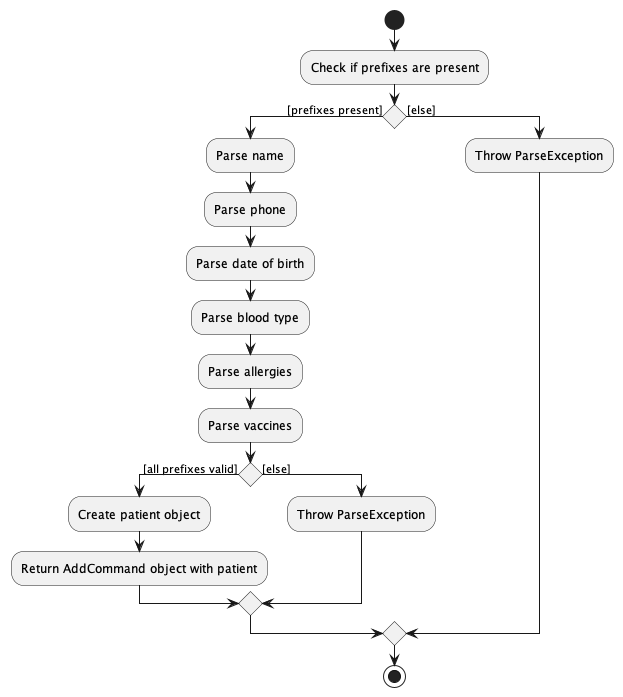 Check if prefixes are present
[prefixes present]
[else]
Parse name
Throw ParseException
Parse phone
Parse date of birth
Parse blood type
Parse allergies
Parse vaccines
[all prefixes valid]
[else]
Create patient object
Throw ParseException
Return AddCommand object with patient